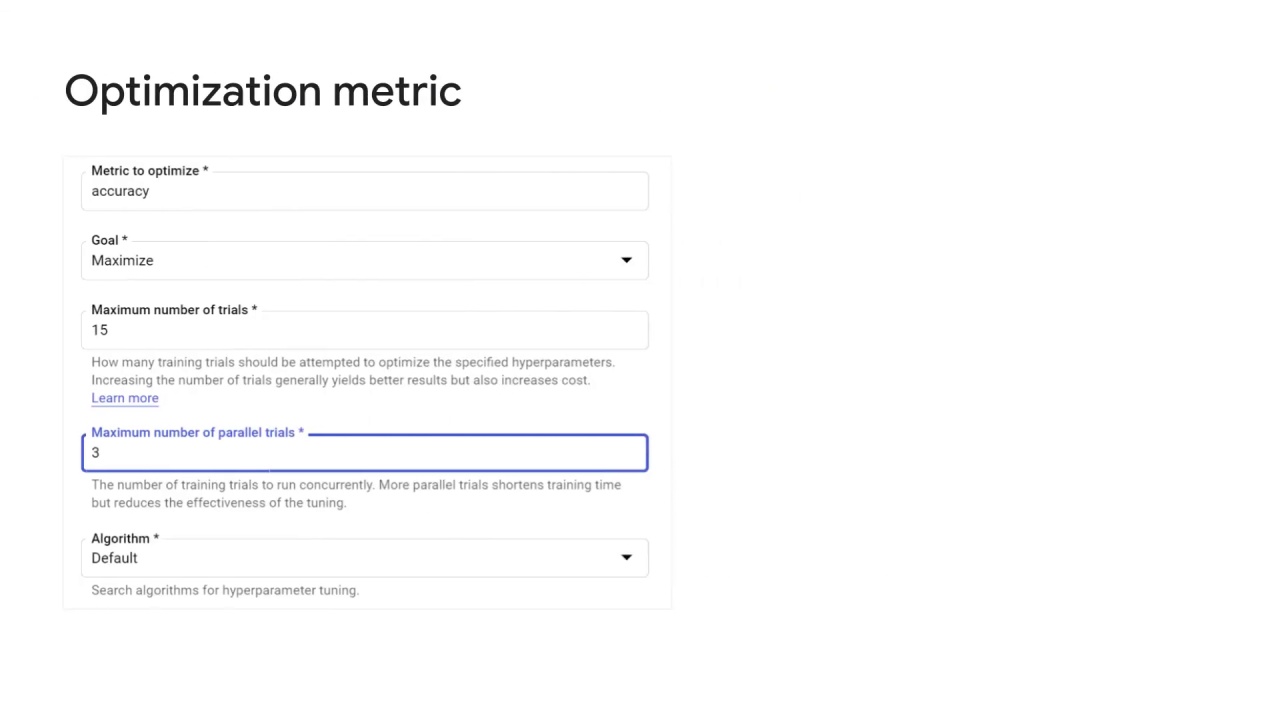 Optimization metric
Metric to optimize *
accuracy
Goal *
Maximize
Maximum number of trials *
15
How many training trials should be attempted to optimize the specified hyperparameters.
Increasing the number of trials generally yields better results but also increases cost.
Learn more
Maximum number of parallel trials *
3
The number of training trials to run concurrently. More parallel trials shortens training time
but reduces the effectiveness of the tuning.
Algorithm *
Default
Search algorithms for hyperparameter tuning.